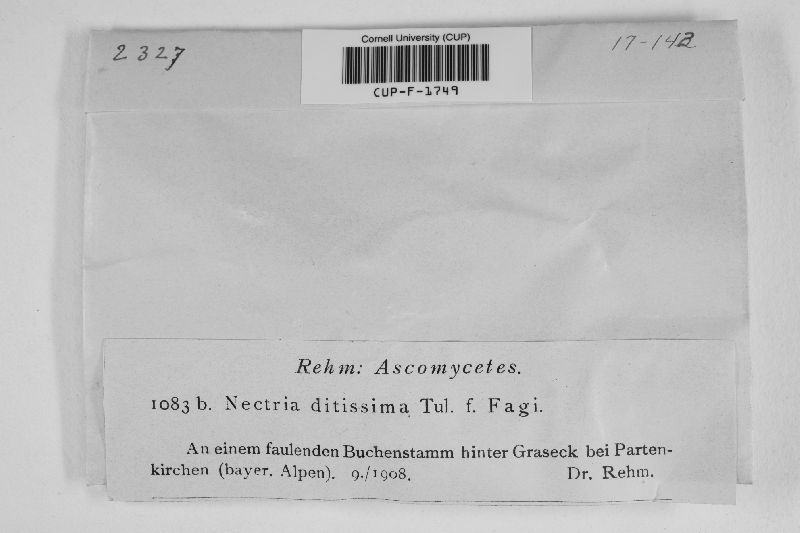 2327
Cornell University (CUP)
17-142
CUP-F-1749
Rehm: Ascomycetes.
1083 b. Nectria ditissima Tul. f. Fagi.
An einem faulenden Buchenstamm hinter Graseck bei Parten-
kirchen (bayer. Alpen). 9./1908. Dr. Rehm.